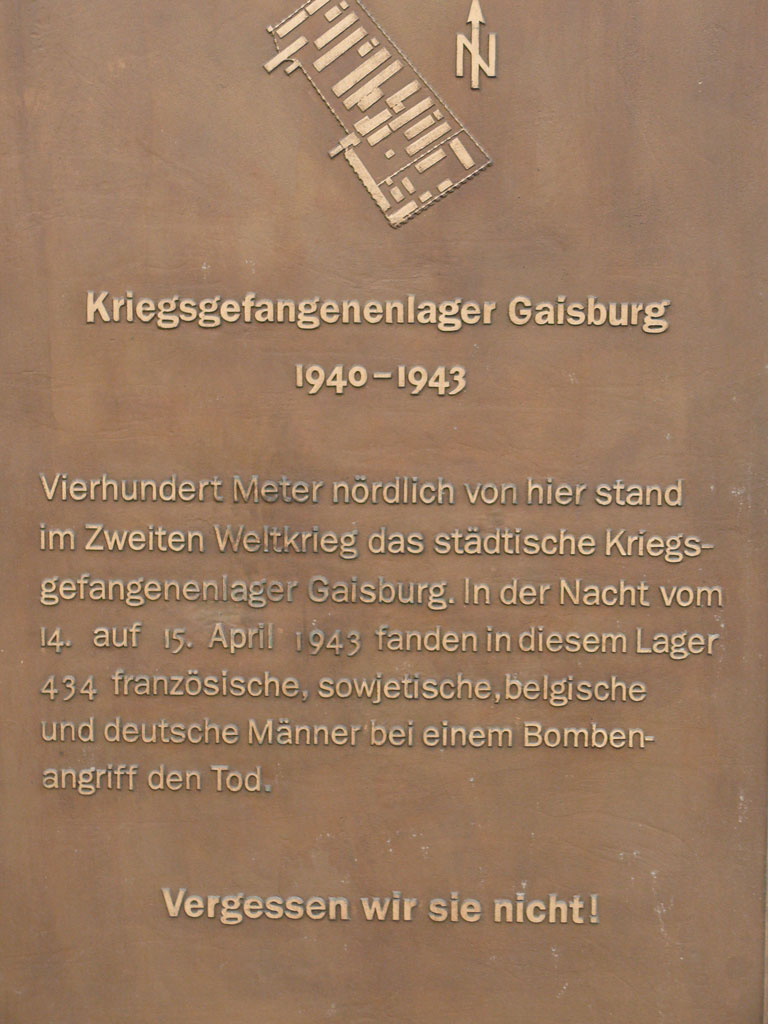 N
Kriegsgefangenenlager Gaisburg
1940–1943
Vierhundert Meter nördlich von hier stand
im Zweiten Weltkrieg das städtische Kriegs-
gefangenenlager Gaisburg. In der Nacht vom
14. auf 15. April 1943 fanden in diesem Lager
434 französische, sowjetische, belgische
und deutsche Männer bei einem Bomben-
angriff den Tod.
Vergessen wir sie nicht!